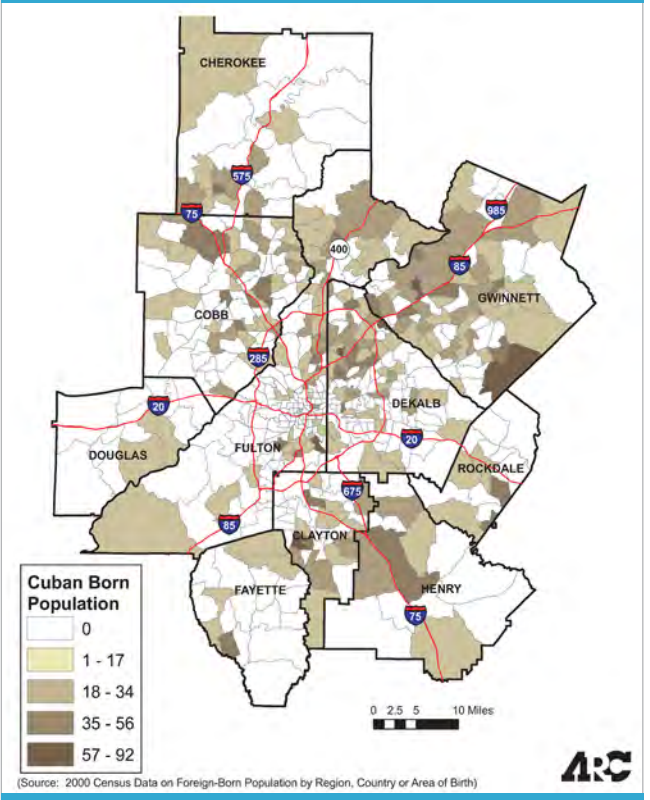 CHEROKEE
575
75
985
400
85
GWINNETT
COBB
285
DEKALB
20
20
DOUGLAS
FULTON
ROCKDALE
675
85
CLAYTON
FAYETTE
HENRY
75
Cuban Born
Population
0
1 - 17
18 - 34
35 - 56
57 - 92
0 2.5 5 10 Miles
ARC
(Source: 2000 Census Data on Foreign-Born Population by Region, Country or Area of Birth)